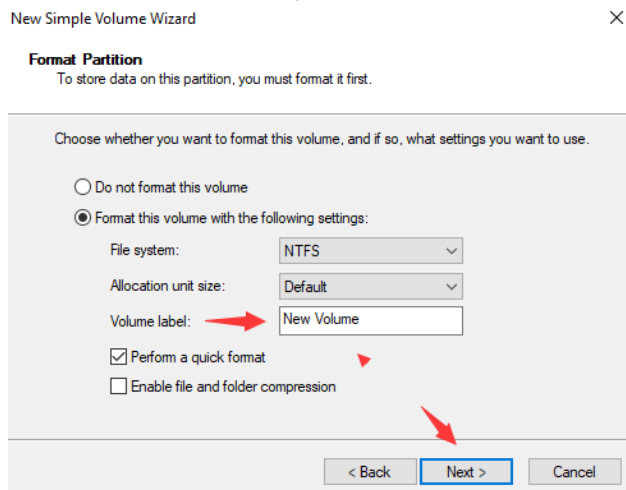 New Simple Volume Wizard
Format Partition
To store data on this partition, you must format it first.
Choose whether you want to format this volume, and if so, what settings you want to use.
Do not format this volume
Format this volume with the following settings:
File system: NTFS
Allocation unit size: Default
Volume label: New Volume
Perform a quick format
Enable file and folder compression
< Back Next > Cancel